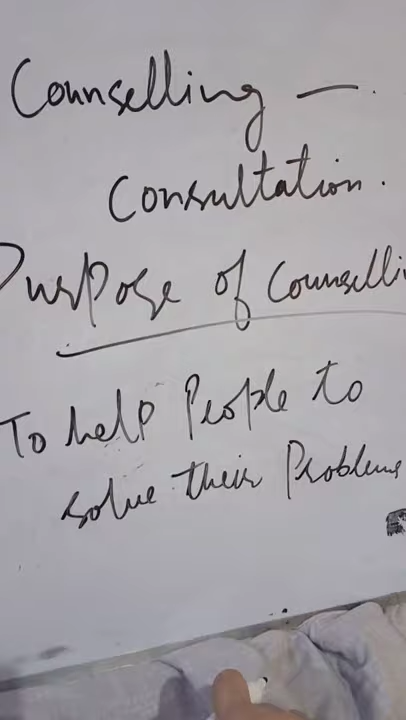 Counselling —.
Consultation.
Purpose of Counselli
To help People to
solve their Problems